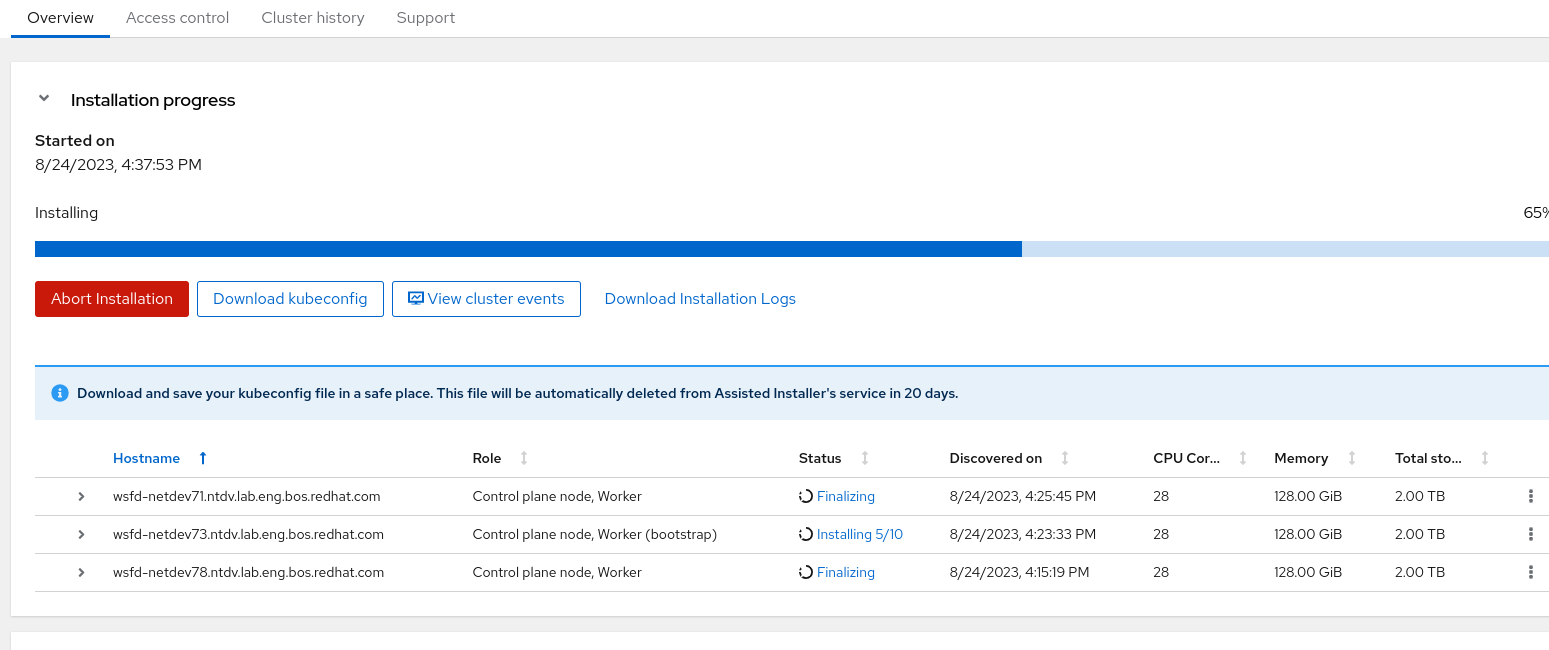 Overview Access control Cluster history Support
Installation progress
Started on
8/24/2023, 4:37:53 PM
Installing 65%
Abort Installation Download kubeconfig View cluster events Download Installation Logs
Download and save your kubeconfig file in a safe place. This file will be automatically deleted from Assisted Installer's service in 20 days.
Hostname Role Status Discovered on CPU Cor... Memory Total sto...
wsfd-netdev71.ntdv.lab.eng.bos.redhat.com Control plane node, Worker Finalizing 8/24/2023, 4:25:45 PM 28 128.00 GiB 2.00 TB
wsfd-netdev73.ntdv.lab.eng.bos.redhat.com Control plane node, Worker (bootstrap) Installing 5/10 8/24/2023, 4:23:33 PM 28 128.00 GiB 2.00 TB
wsfd-netdev78.ntdv.lab.eng.bos.redhat.com Control plane node, Worker Finalizing 8/24/2023, 4:15:19 PM 28 128.00 GiB 2.00 TB